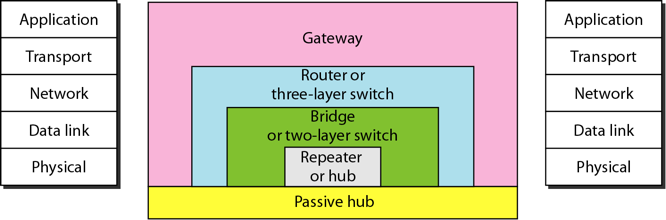 Application
Transport
Network
Data link
Physical
Gateway
Router or
three-layer switch
Bridge
or two-layer switch
Repeater
or hub
Passive hub
Application
Transport
Network
Data link
Physical